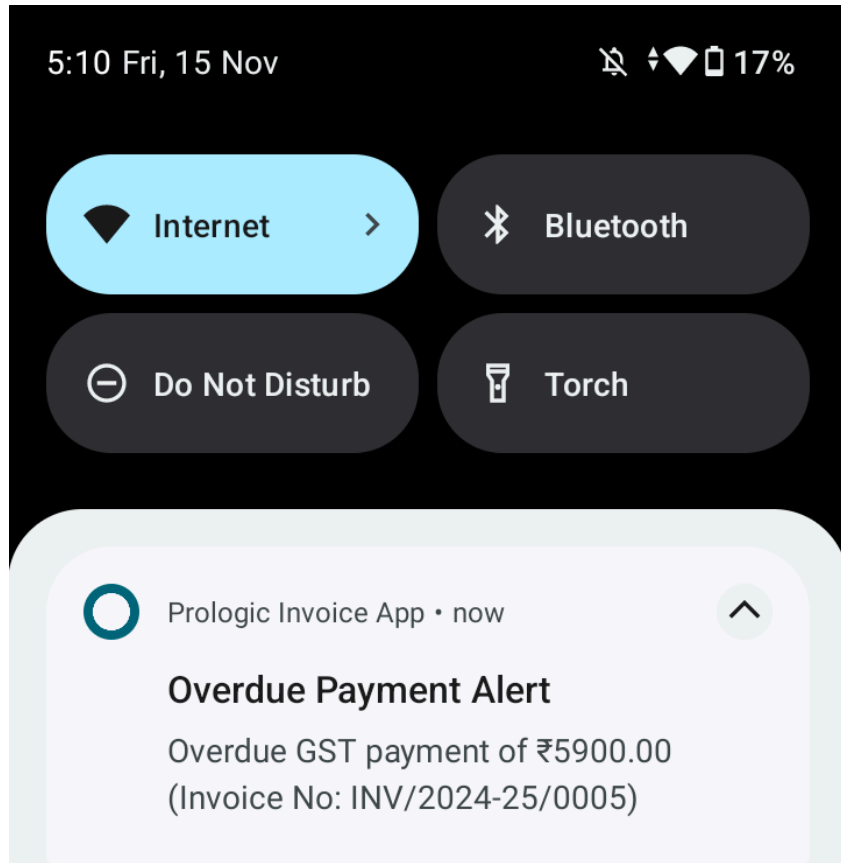 5:10 Fri, 15 Nov 17%
Internet Bluetooth
Do Not Disturb Torch
Prologic Invoice App • now
Overdue Payment Alert
Overdue GST payment of ₹5900.00
(Invoice No: INV/2024-25/0005)